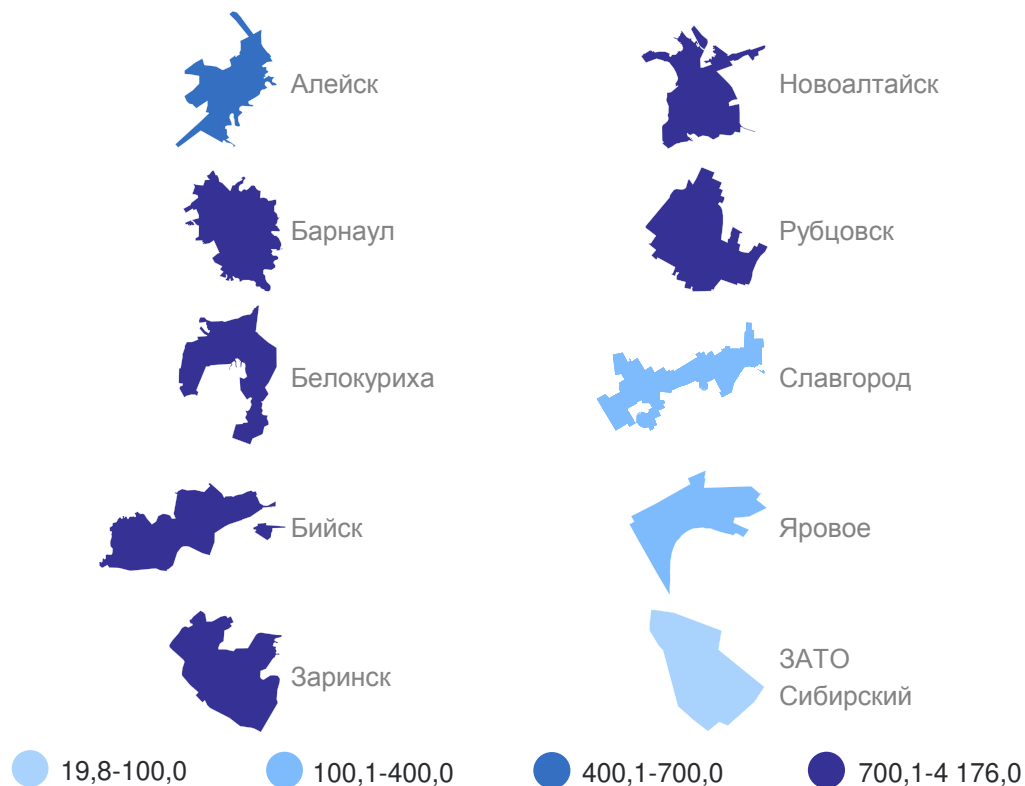 Алейск
Новоалтайск
Барнаул
Рубцовск
Белокуриха
Славгород
Бийск
Яровое
Заринск
ЗАТО
Сибирский
19,8-100,0
100,1-400,0
400,1-700,0
700,1-4 176,0